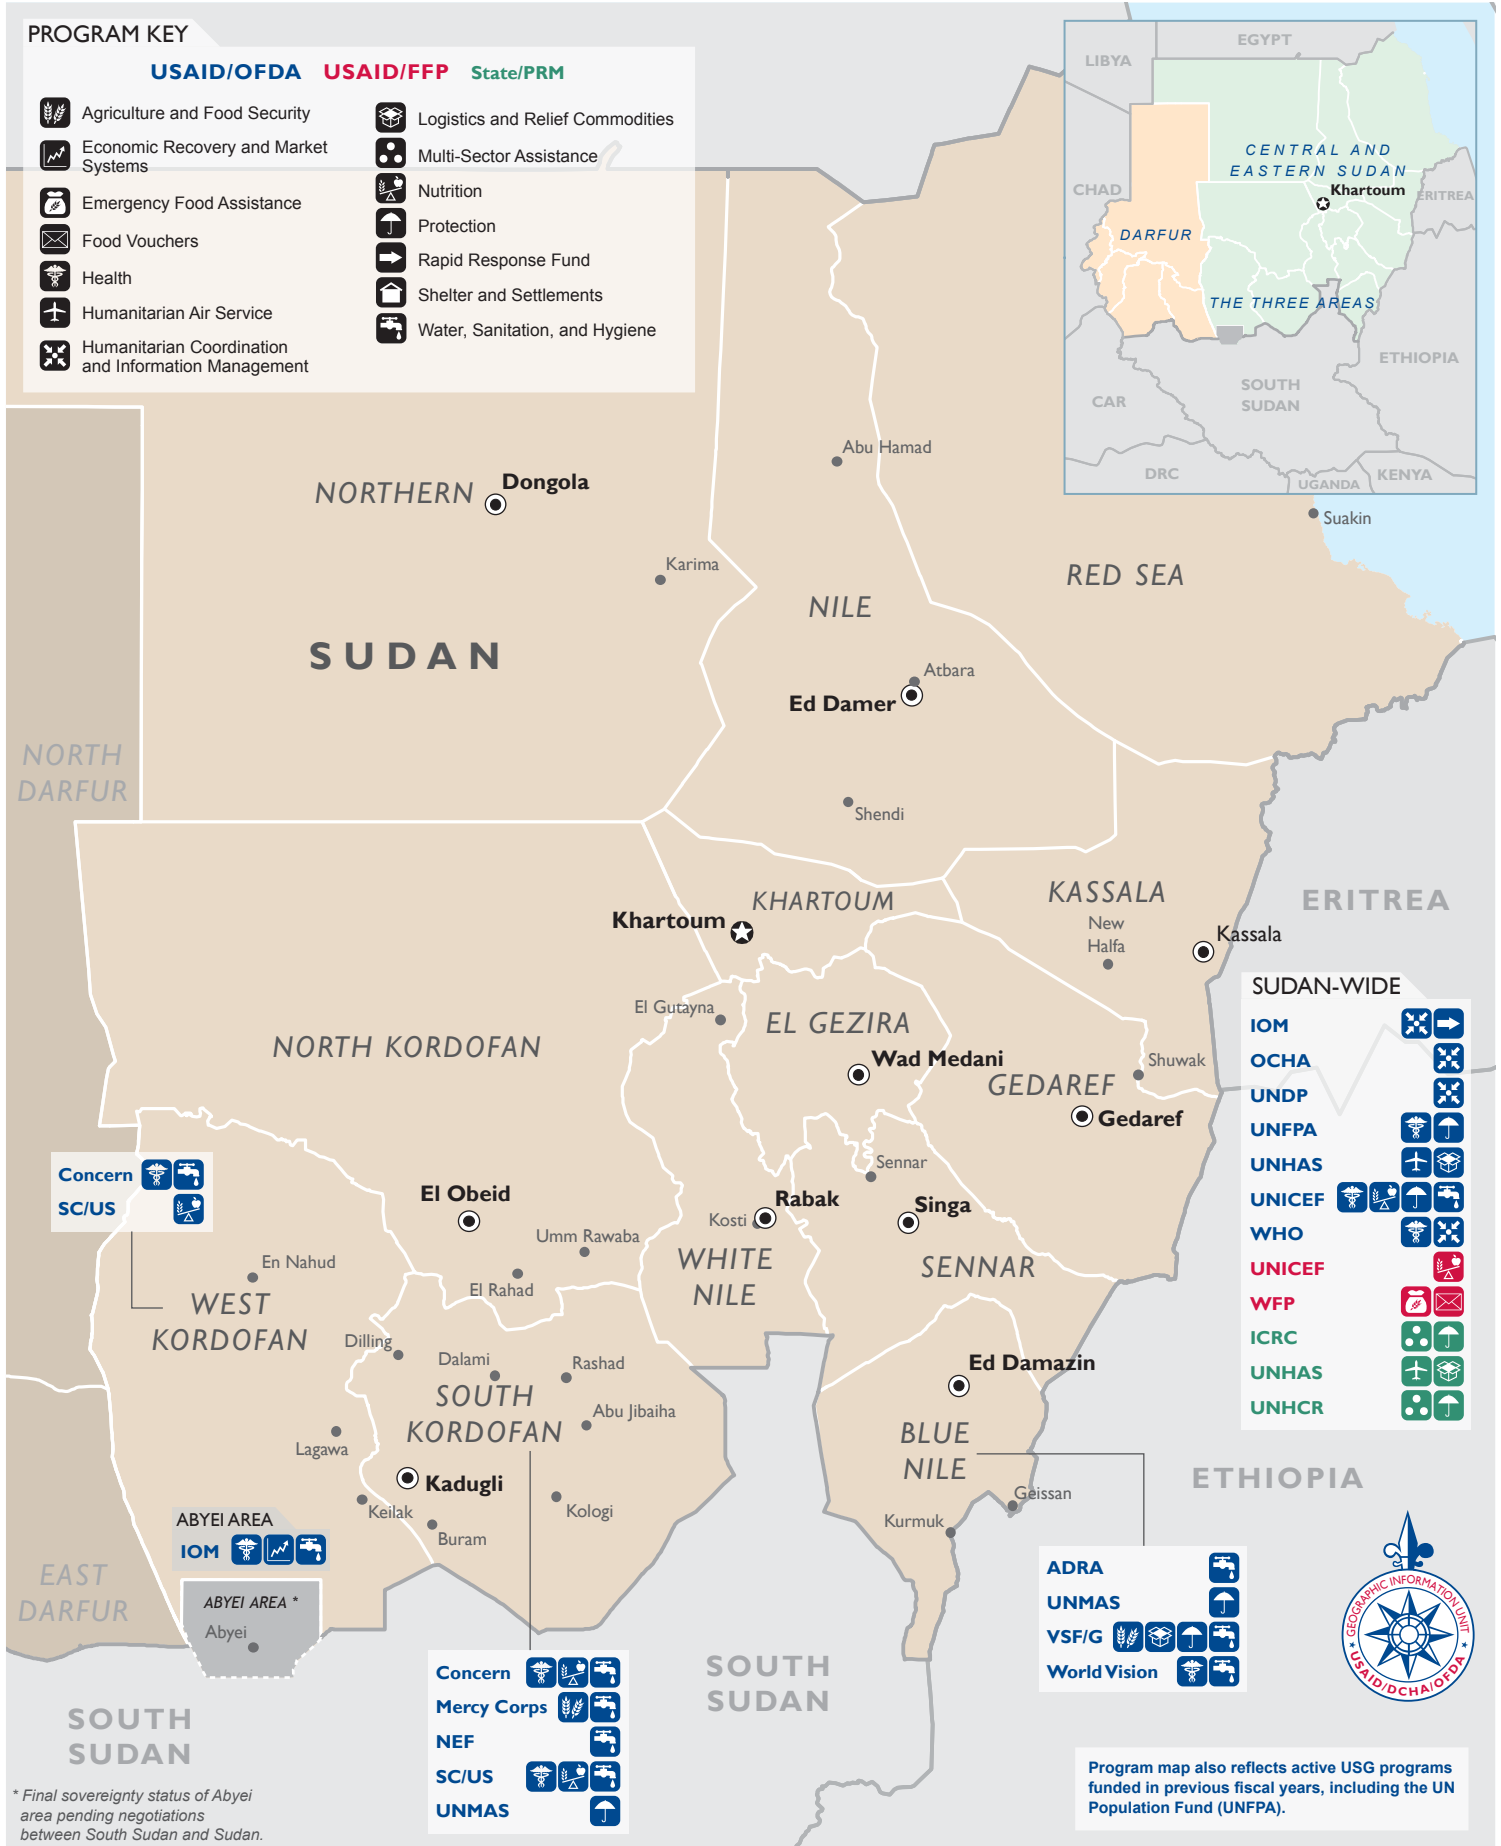 PROGRAM KEY
USAID/OFDA USAID/FFP State/PRM
Agriculture and Food Security
Economic Recovery and Market
Systems
Emergency Food Assistance
Food Vouchers
Health
Humanitarian Air Service
Humanitarian Coordination
and Information Management
Logistics and Relief Commodities
Multi-Sector Assistance
Nutrition
Protection
Rapid Response Fund
Shelter and Settlements
Water, Sanitation, and Hygiene
EGYPT
LIBYA
CENTRAL AND
EASTERN SUDAN
CHAD
Khartoum
ERITREA
DARFUR
THE THREE AREAS
ETHIOPIA
SOUTH
SUDAN
CAR
DRC
UGANDA
KENYA
Abu Hamad
NORTHERN
Dongola
Suakin
Karima
RED SEA
NILE
SUDAN
Atbara
Ed Damer
NORTH
DARFUR
Shendi
KHARTOUM
KASSALA
ERITREA
Khartoum
New
Halfa
Kassala
El Gutayna
EL GEZIRA
NORTH KORDOFAN
Wad Medani
Shuwak
GEDAREF
Gedaref
SUDAN-WIDE
IOM
OCHA
UNDP
UNFPA
UNHAS
UNICEF
WHO
UNICEF
WFP
ICRC
UNHAS
UNHCR
Concern
SC/US
Sennar
El Obeid
Rabak
Singa
Kosti
Umm Rawaba
En Nahud
El Rahad
WHITE
NILE
SENNAR
WEST
KORDOFAN
Dilling
Dalami
Rashad
Ed Damazin
SOUTH
KORDOFAN
Abu Jibaiha
Lagawa
BLUE
NILE
Kadugli
ETHIOPIA
Geissan
Keilak
Kologi
Kurmuk
Buram
ABYEI AREA
IOM
EAST
DARFUR
ABYEI AREA *
Abyei
ADRA
UNMAS
VSF/G
World Vision
GEOGRAPHIC INFORMATION UNIT
USAID/DCHA/OFDA
Concern
Mercy Corps
NEF
SC/US
UNMAS
SOUTH
SUDAN
SOUTH
SUDAN
* Final sovereignty status of Abyei
area pending negotiations
between South Sudan and Sudan.
Program map also reflects active USG programs
funded in previous fiscal years, including the UN
Population Fund (UNFPA).